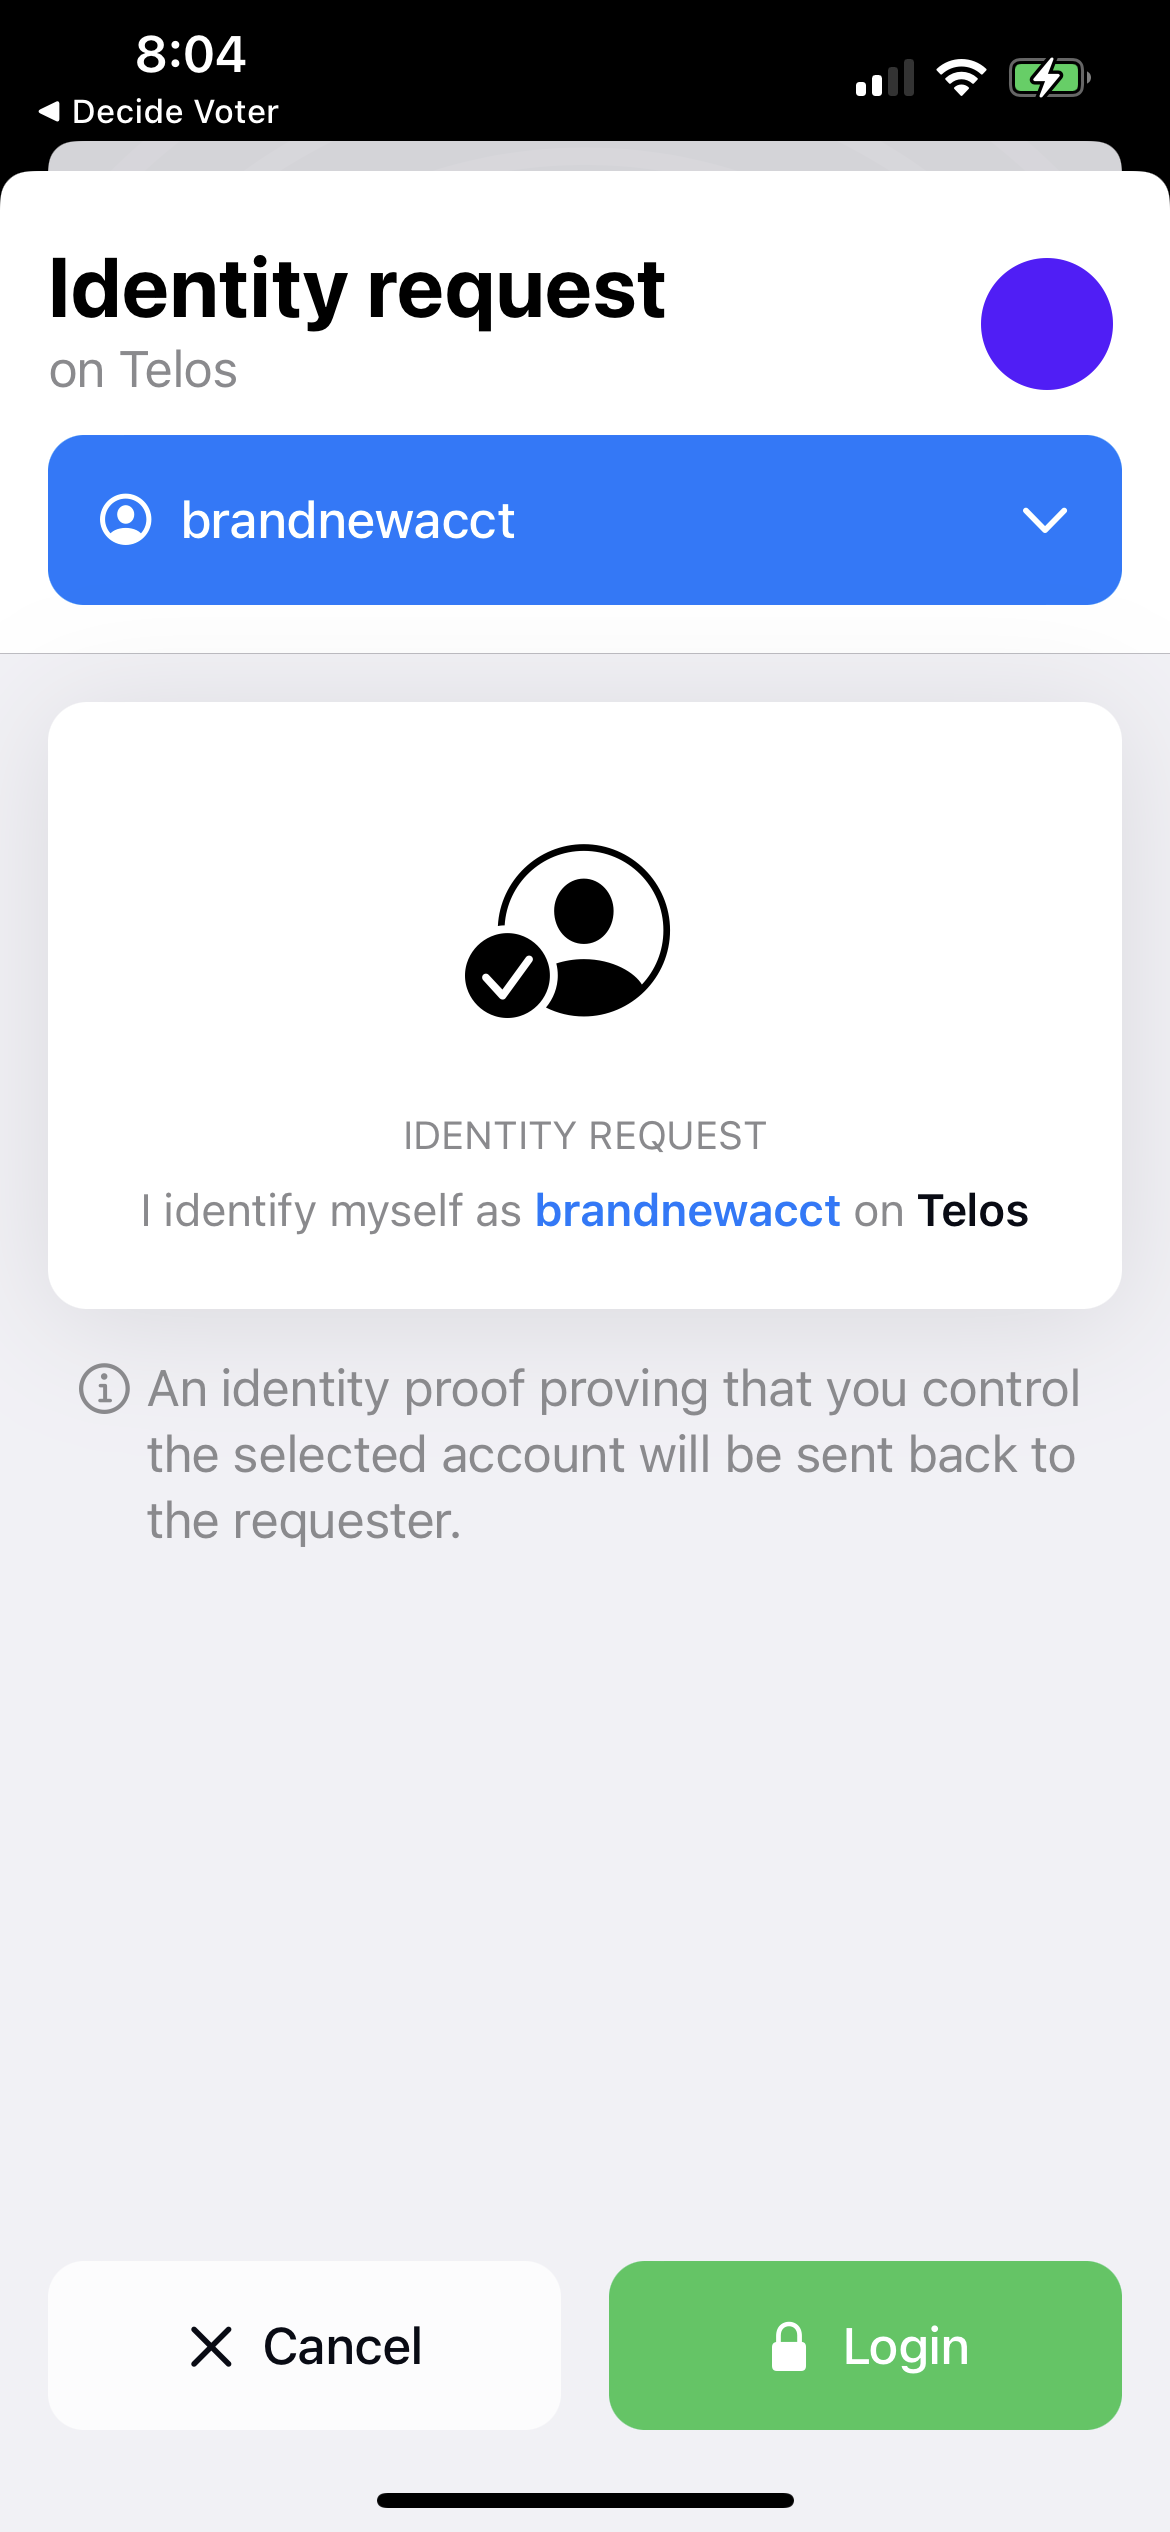 8:04
Decide Voter
Identity request
on Telos
brandnewacct
IDENTITY REQUEST
I identify myself as brandnewacct on Telos
An identity proof proving that you control
the selected account will be sent back to
the requester.
Cancel
Login